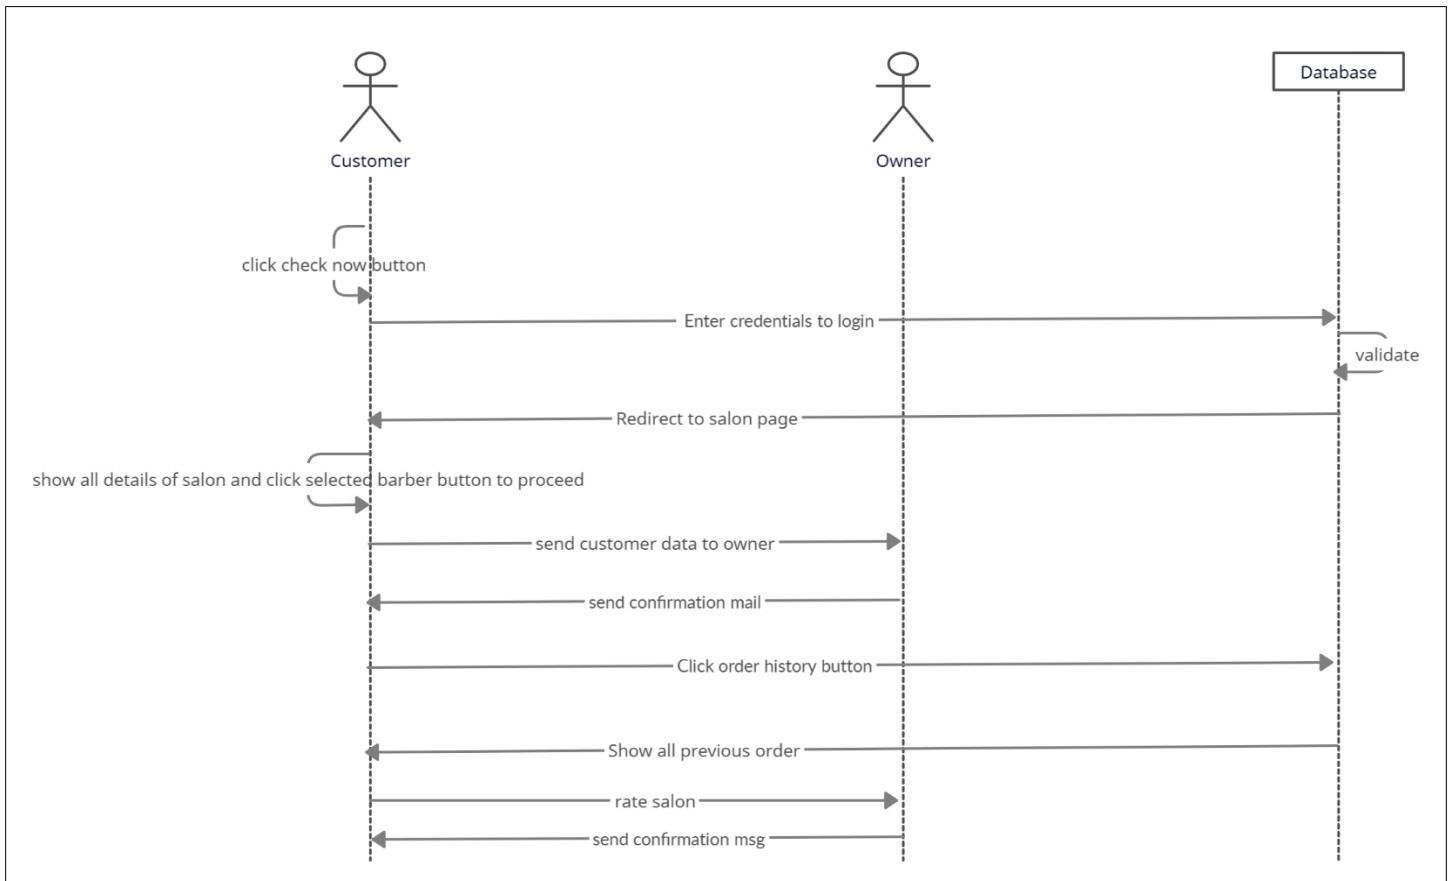 Database
Customer
Owner
click check now button
Enter credentials to login
validate
Redirect to salon page
show all details of salon and click selected barber button to proceed
send customer data to owner
send confirmation mail
Click order history button
Show all previous order
rate salon
send confirmation msg